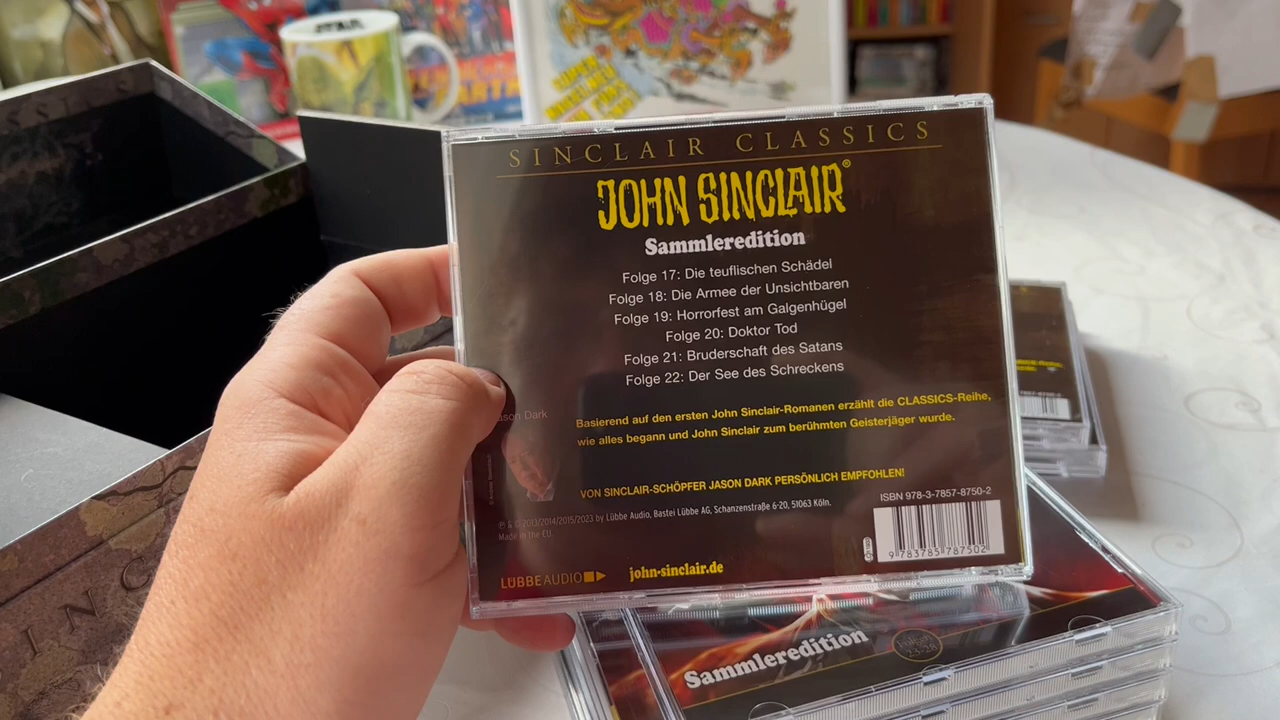 SINCLAIR CLASSICS
JOHN SINCLAIR®
Sammleredition
Folge 17: Die teuflischen Schädel
Folge 18: Die Armee der Unsichtbaren
Folge 19: Horrorfest am Galgenhügel
Folge 20: Doktor Tod
Folge 21: Bruderschaft des Satans
Folge 22: Der See des Schreckens
Jason Dark
Basierend auf den ersten John Sinclair-Romanen erzählt die CLASSICS-Reihe,
wie alles begann und John Sinclair zum berühmten Geisterjäger wurde.
VON SINCLAIR-SCHÖPFER JASON DARK PERSÖNLICH EMPFOHLEN!
℗ & © 2013/2014/2015/2023 by Lübbe Audio, Bastei Lübbe AG, Schanzenstraße 6-20, 51063 Köln.
Made in the EU
ISBN 978-3-7857-8750-2
9 783785 787502
LÜBBE AUDIO
john-sinclair.de
Sammleredition
23-28